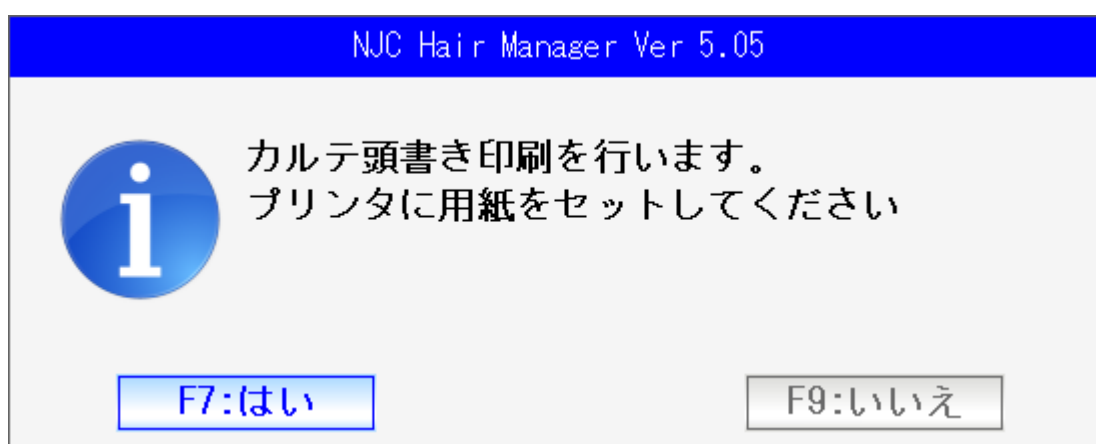 NJC Hair Manager Ver 5.05
カルテ頭書き印刷を行います。
プリンタに用紙をセットしてください
F7:はい
F9:いいえ